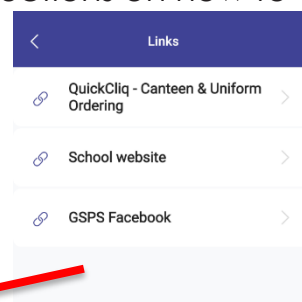 Links
QuickCliq - Canteen & Uniform
Ordering
School website
GSPS Facebook